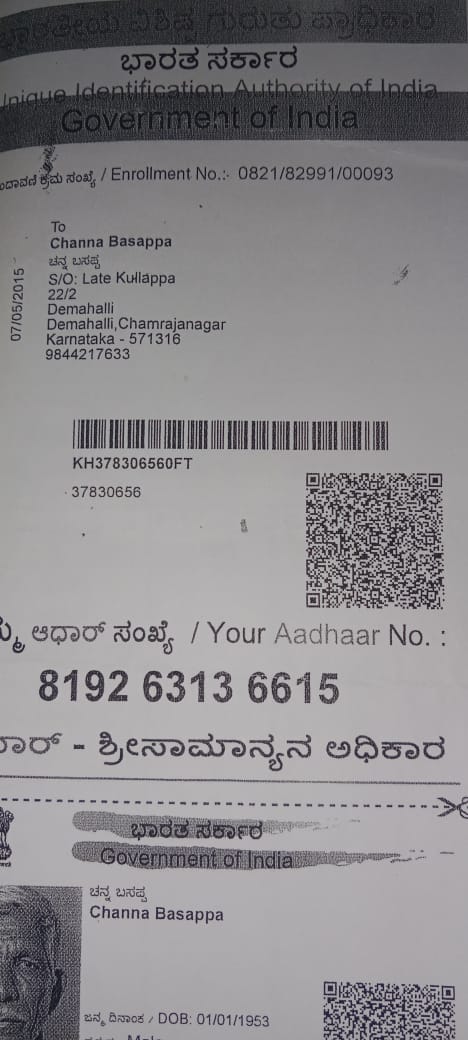 ಭಾರತೀಯ ವಿಶಿಷ್ಟ ಗುರುತು ಪ್ರಾಧಿಕಾರ
ಭಾರತ ಸರ್ಕಾರ
Unique Identification Authority of India
Government of India
ಕ್ರಮ ಸಂಖ್ಯೆ / Enrollment No.:- 0821/82991/00093
To
Channa Basappa
ಚನ್ನ ಬಸಪ್ಪ
S/O: Late Kullappa
22/2
Demahalli
Demahalli,Chamrajanagar
Karnataka - 571316
9844217633
07/05/2015
KH378306560FT
37830656
ಆಧಾರ್ ಸಂಖ್ಯೆ / Your Aadhaar No. :
8192 6313 6615
- ಶ್ರೀಸಾಮಾನ್ಯನ ಅಧಿಕಾರ
ಭಾರತ ಸರ್ಕಾರ
Government of India
ಚನ್ನ ಬಸಪ್ಪ
Channa Basappa
ಜನ್ಮ ದಿನಾಂಕ / DOB: 01/01/1953